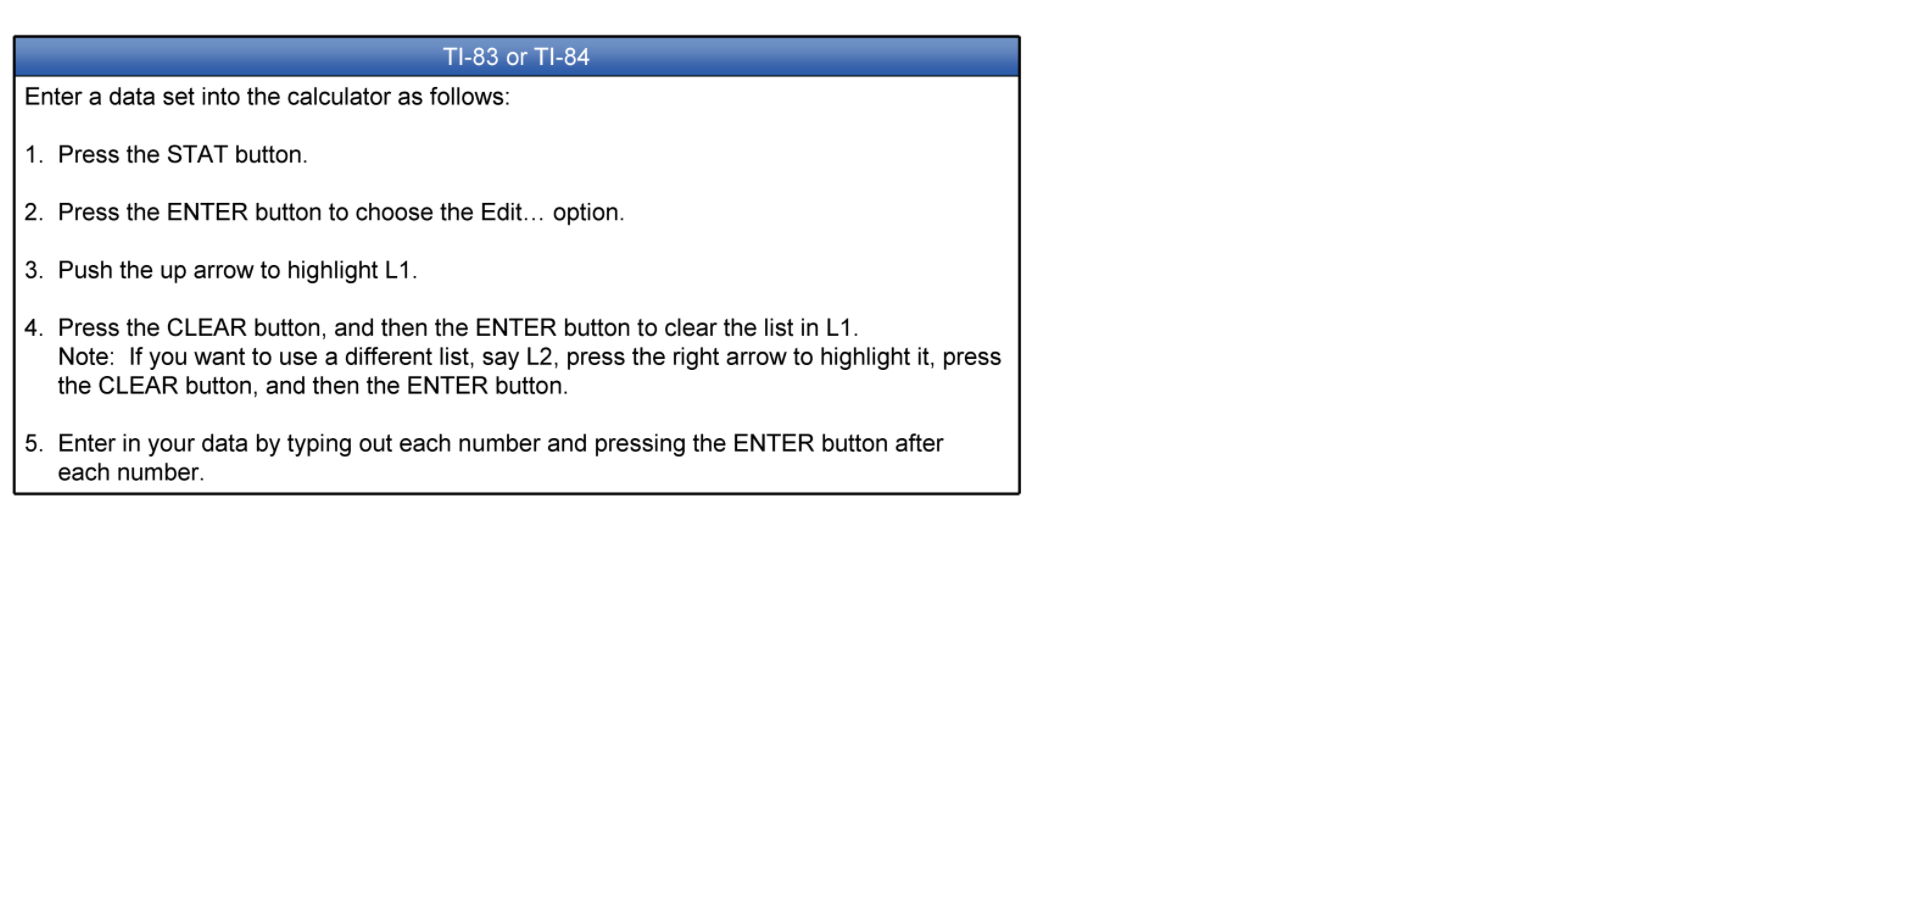 TI-83 or TI-84
Enter a data set into the calculator as follows:
1. Press the STAT button.
2. Press the ENTER button to choose the Edit... option.
3. Push the up arrow to highlight L1.
4. Press the CLEAR button, and then the ENTER button to clear the list in L1.
Note: If you want to use a different list, say L2, press the right arrow to highlight it, press
the CLEAR button, and then the ENTER button.
5. Enter in your data by typing out each number and pressing the ENTER button after
each number.